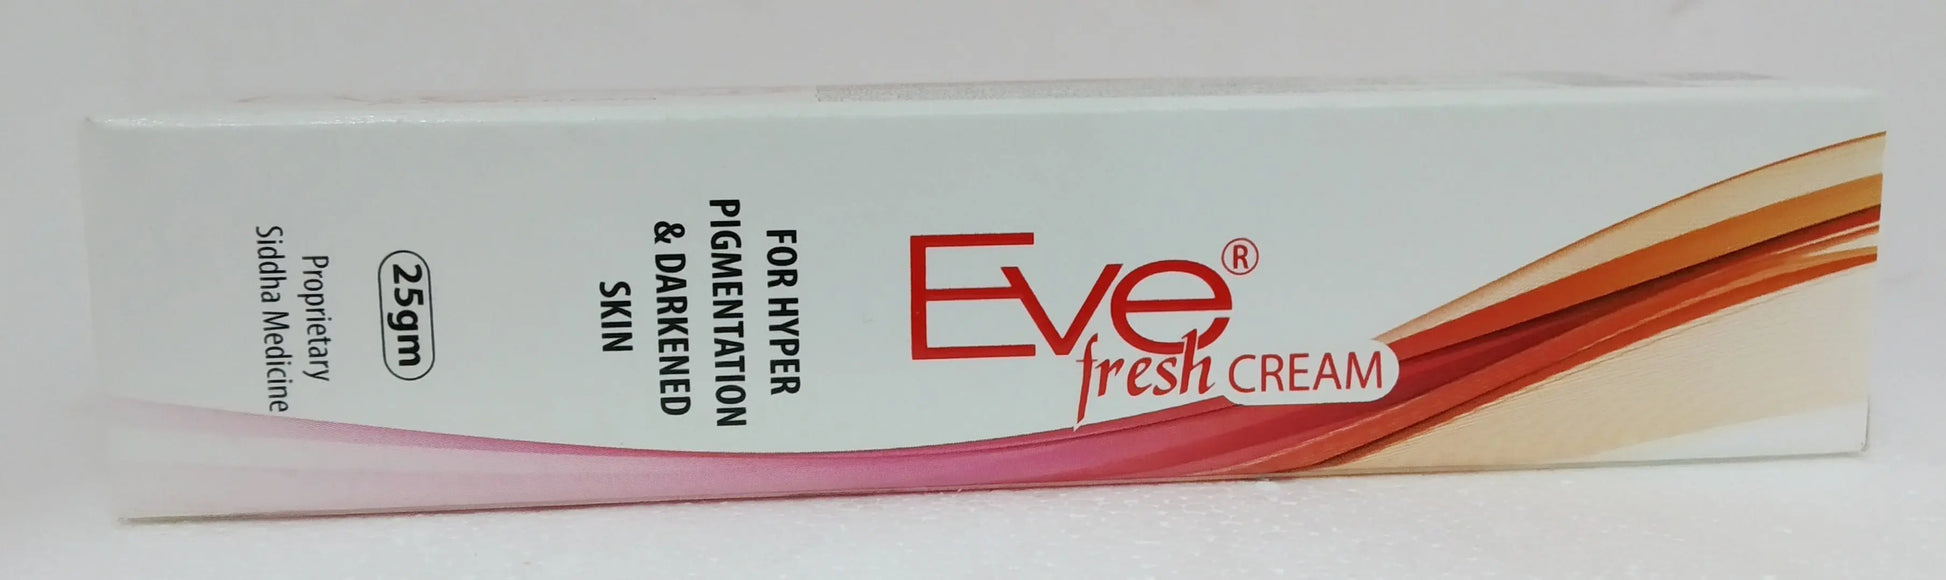 Eve®
fresh CREAM
FOR HYPER
PIGMENTATION
& DARKENED
SKIN
25gm
Proprietary
Siddha Medicine